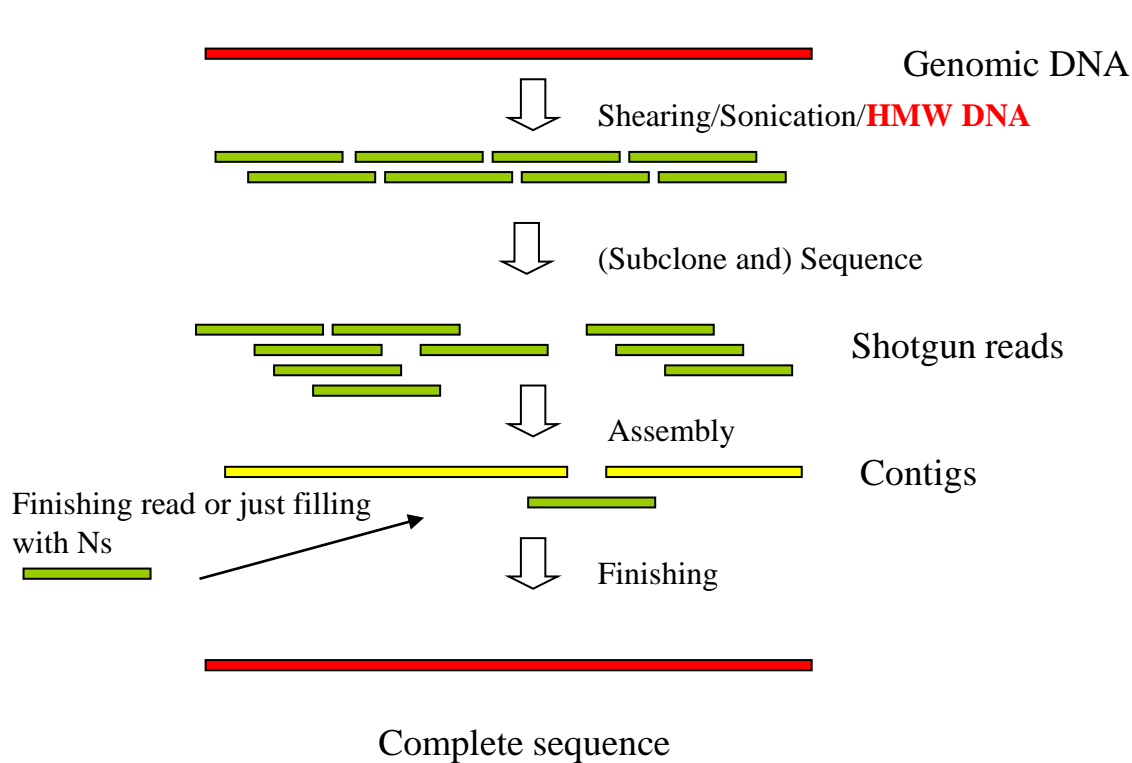 Genomic DNA
Shearing/Sonication/HMW DNA
(Subclone and) Sequence
Shotgun reads
Assembly
Contigs
Finishing read or just filling
with Ns
Finishing
Complete sequence